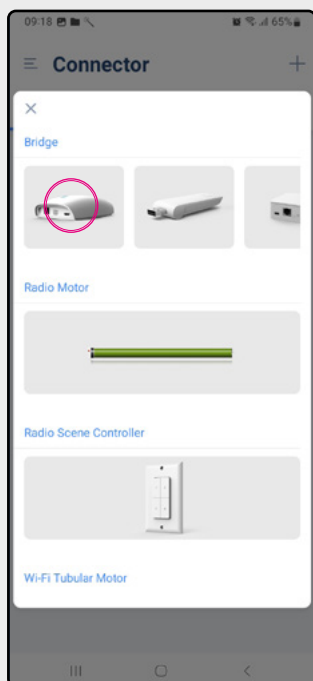 09:18
65%
Connector
Bridge
Radio Motor
Radio Scene Controller
Wi-Fi Tubular Motor